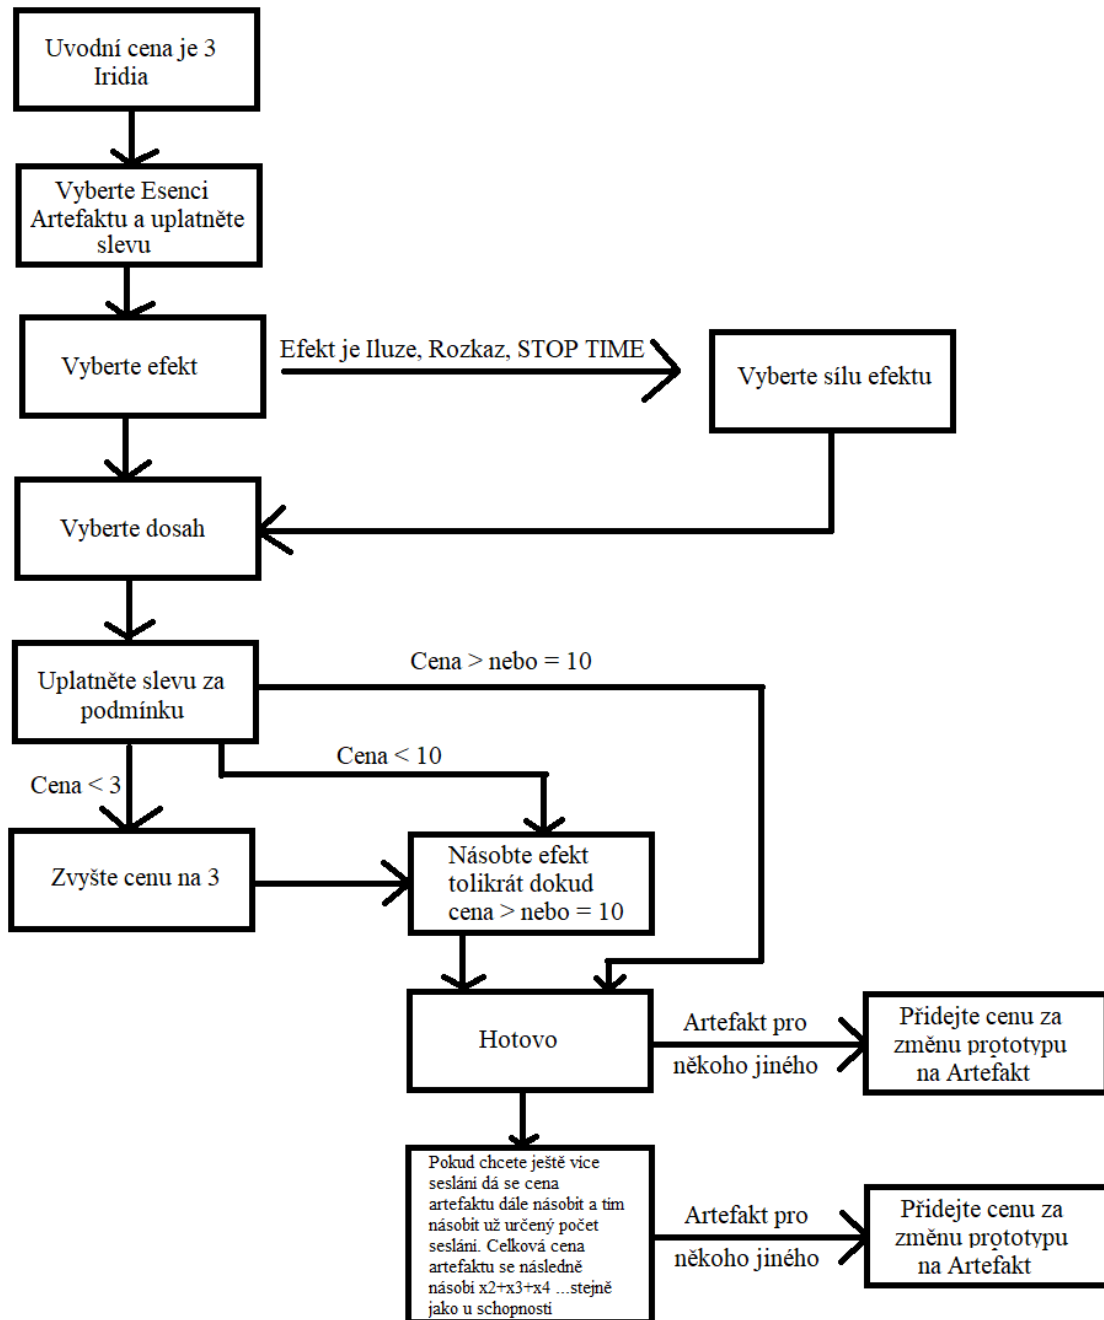 Uvodní cena je 3
Iridia
Vyberte Esenci
Artefaktu a uplatněte
slevu
Vyberte efekt
Efekt je Iluze, Rozkaz, STOP TIME
Vyberte sílu efektu
Vyberte dosah
Uplatněte slevu za
podmínku
Cena > nebo = 10
Cena < 10
Cena < 3
Zvyšte cenu na 3
Násobte efekt
tolikrát dokud
cena > nebo = 10
Hotovo
Artefakt pro
někoho jiného
Přidejte cenu za
změnu prototypu
na Artefakt
Pokud chcete ještě více
seslání dá se cena
artefaktu dále násobit a tím
násobit už určený počet
seslání. Celková cena
artefaktu se následně
násobí x2+x3+x4 ...stejně
jako u schopnosti
Artefakt pro
někoho jiného
Přidejte cenu za
změnu prototypu
na Artefakt